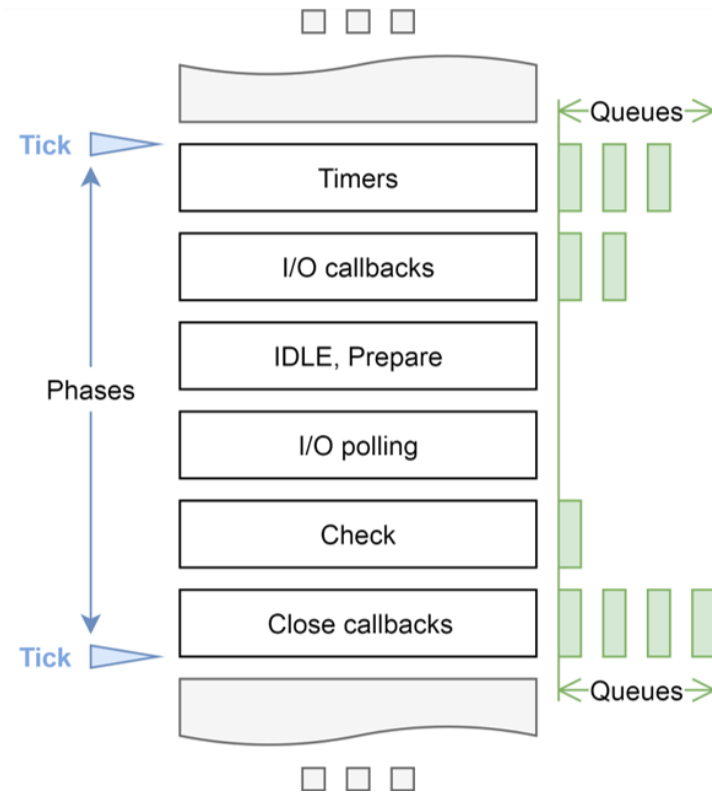 Queues
Tick
Timers
I/O callbacks
IDLE, Prepare
Phases
I/O polling
Check
Close callbacks
Tick
Queues